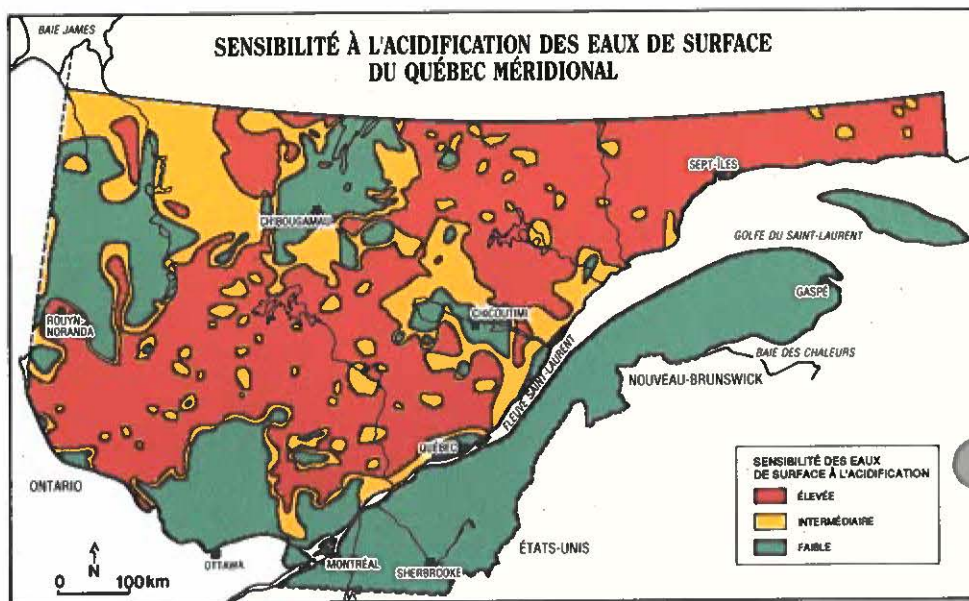 BAIE JAMES
SENSIBILITÉ À L'ACIDIFICATION DES EAUX DE SURFACE
DU QUÉBEC MÉRIDIONAL
SEPT-ÎLES
CHIBOUGAMAU
GOLFE DU SAINT-LAURENT
GASPÉ
ROUYN-
NORANDA
CHICOUTIMI
FLEUVE SAINT-LAURENT
BAIE DES CHALEURS
NOUVEAU-BRUNSWICK
QUÉBEC
ONTARIO
SENSIBILITÉ DES EAUX
DE SURFACE À L'ACIDIFICATION
ÉLEVÉE
INTERMÉDIAIRE
FAIBLE
ÉTATS-UNIS
OTTAWA
MONTRÉAL
SHERBROOKE
N
0 100km